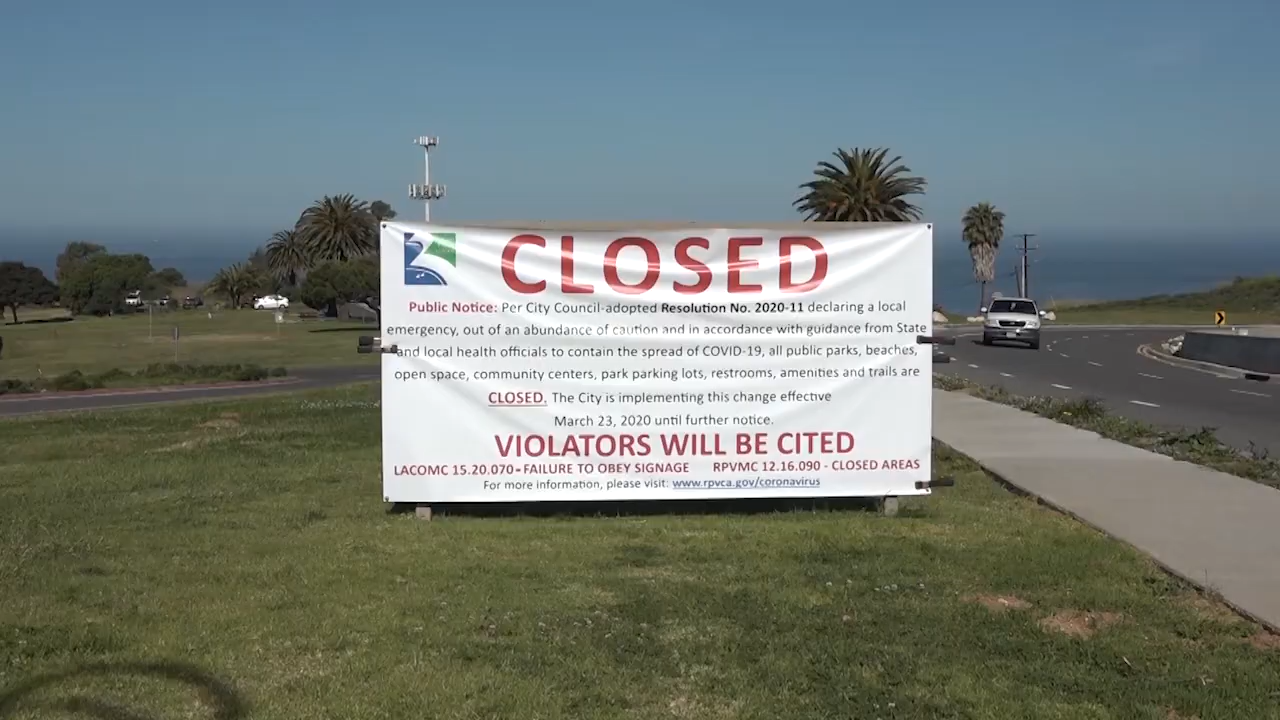 CLOSED
Public Notice: Per City Council-adopted Resolution No. 2020-11 declaring a local
emergency, out of an abundance of caution and in accordance with guidance from State
and local health officials to contain the spread of COVID-19, all public parks, beaches,
open space, community centers, park parking lots, restrooms, amenities and trails are
CLOSED. The City is implementing this change effective
March 23, 2020 until further notice.
VIOLATORS WILL BE CITED
LACOMC 15.20.070 - FAILURE TO OBEY SIGNAGE RPVMC 12.16.090 - CLOSED AREAS
For more information, please visit: www.rpvca.gov/coronavirus